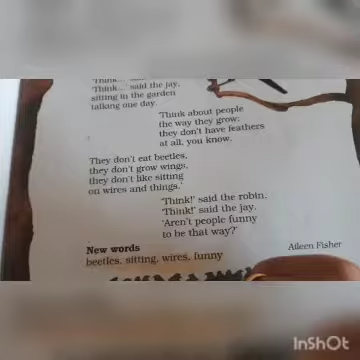 'Think...' said the jay,
sitting in the garden
talking one day.
'Think about people
the way they grow;
they don't have feathers
at all, you know.
They don't eat beetles,
they don't grow wings,
they don't like sitting
on wires and things.'
'Think!' said the robin.
'Think!' said the jay.
'Aren't people funny
to be that way?'
Aileen Fisher
New words
beetles, sitting, wires, funny
InShOt